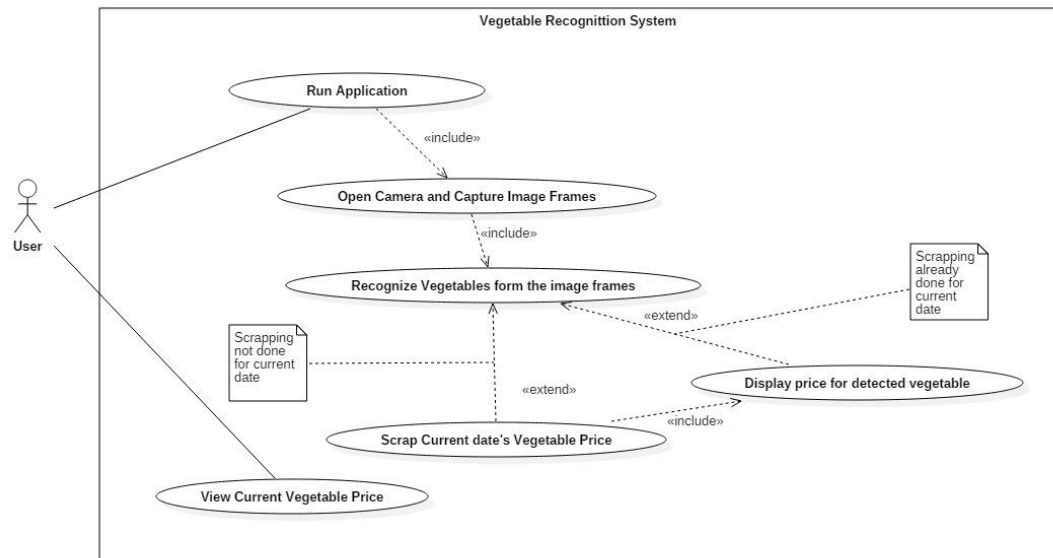 Vegetable Recognittion System
Run Application
«include»
Open Camera and Capture Image Frames
User
«include»
Recognize Vegetables form the image frames
Scrapping
already
done for
current
date
«extend»
Scrapping
not done
for current
date
Display price for detected vegetable
«extend»
«include»
Scrap Current date's Vegetable Price
View Current Vegetable Price